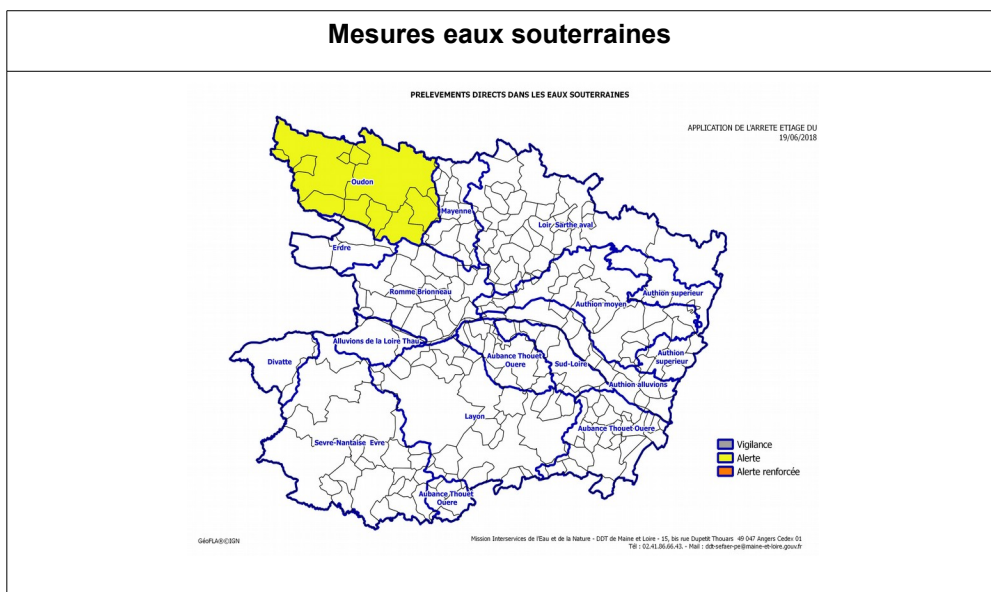 Mesures eaux souterraines
PRELEVEMENTS DIRECTS DANS LES EAUX SOUTERRAINES
APPLICATION DE L'ARRETE ETIAGE DU
19/06/2018
Oudon
Mayenne
Loir Sarthe aval
Erdre
Romme Brionneau
Authion superieur
Authion moyen
Alluvions de la Loire Thau
Divatte
Aubance Thouet
Ouere
Sud-Loire
Authion
superieur
Authion alluvions
Layon
Aubance Thouet Ouere
Sevre-Nantaise Evre
Vigilance
Alerte
Alerte renforcée
Aubance Thouet
Ouere
GéoFLA®©IGN
Mission Interservices de l'Eau et de la Nature - DDT de Maine et Loire - 15, bis rue Dupetit Thouars 49 047 Angers Cedex 01
Tél : 02.41.86.66.43. - Mail : ddt-sefaer-pe@maine-et-loire.gouv.fr